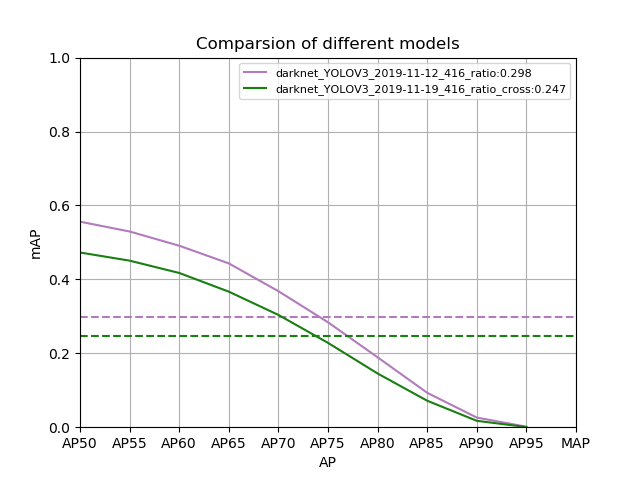 Comparsion of different models
darknet_YOLOV3_2019-11-12_416_ratio:0.298
darknet_YOLOV3_2019-11-19_416_ratio_cross:0.247
1.0
0.8
0.6
0.4
0.2
0.0
mAP
AP50 AP55 AP60 AP65 AP70 AP75 AP80 AP85 AP90 AP95 MAP
AP